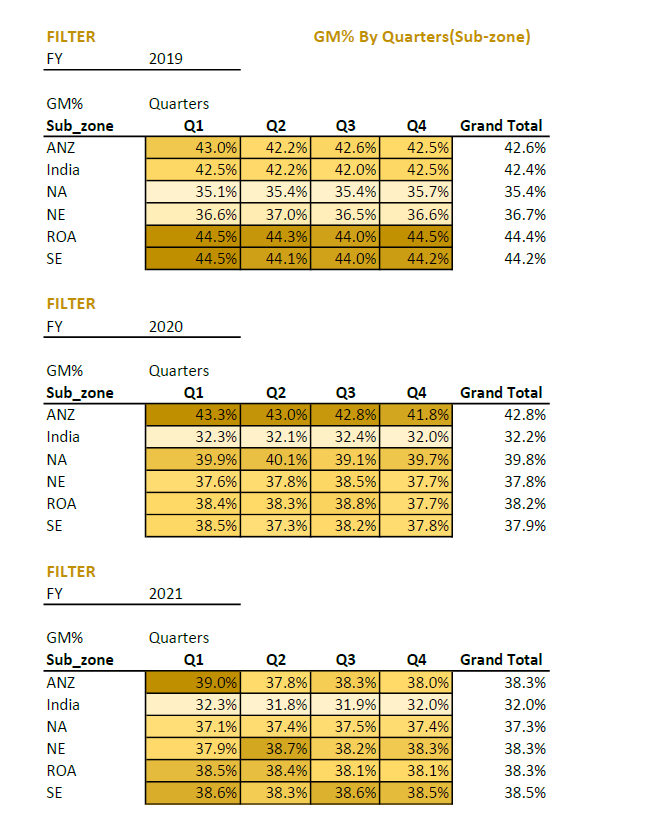 FILTER GM% By Quarters(Sub-zone)
FY 2019
GM% Quarters
Sub_zone Q1 Q2 Q3 Q4 Grand Total
ANZ 43.0% 42.2% 42.6% 42.5% 42.6%
India 42.5% 42.2% 42.0% 42.5% 42.4%
NA 35.1% 35.4% 35.4% 35.7% 35.4%
NE 36.6% 37.0% 36.5% 36.6% 36.7%
ROA 44.5% 44.3% 44.0% 44.5% 44.4%
SE 44.5% 44.1% 44.0% 44.2% 44.2%
FILTER
FY 2020
GM% Quarters
Sub_zone Q1 Q2 Q3 Q4 Grand Total
ANZ 43.3% 43.0% 42.8% 41.8% 42.8%
India 32.3% 32.1% 32.4% 32.0% 32.2%
NA 39.9% 40.1% 39.1% 39.7% 39.8%
NE 37.6% 37.8% 38.5% 37.7% 37.8%
ROA 38.4% 38.3% 38.8% 37.7% 38.2%
SE 38.5% 37.3% 38.2% 37.8% 37.9%
FILTER
FY 2021
GM% Quarters
Sub_zone Q1 Q2 Q3 Q4 Grand Total
ANZ 39.0% 37.8% 38.3% 38.0% 38.3%
India 32.3% 31.8% 31.9% 32.0% 32.0%
NA 37.1% 37.4% 37.5% 37.4% 37.3%
NE 37.9% 38.7% 38.2% 38.3% 38.3%
ROA 38.5% 38.4% 38.1% 38.1% 38.3%
SE 38.6% 38.3% 38.6% 38.5% 38.5%